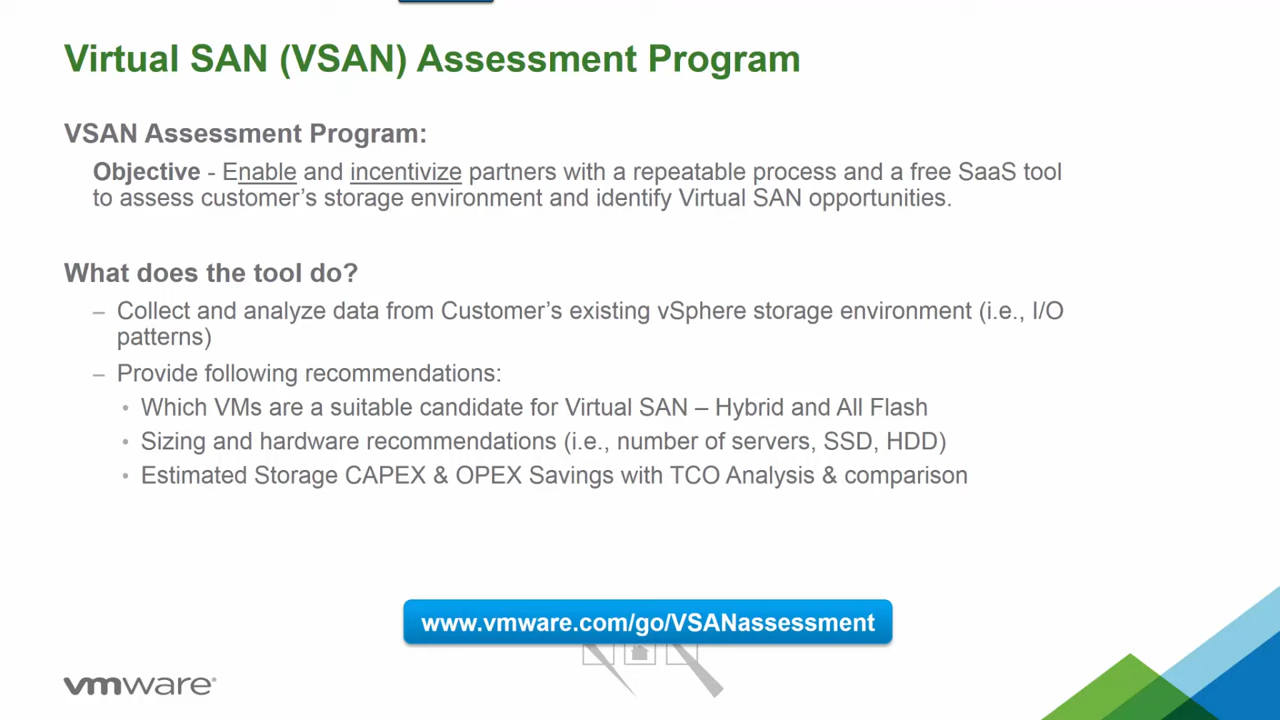 Virtual SAN (VSAN) Assessment Program
VSAN Assessment Program:
Objective - Enable and incentivize partners with a repeatable process and a free SaaS tool
to assess customer's storage environment and identify Virtual SAN opportunities.
What does the tool do?
– Collect and analyze data from Customer's existing vSphere storage environment (i.e., I/O
patterns)
– Provide following recommendations:
• Which VMs are a suitable candidate for Virtual SAN – Hybrid and All Flash
• Sizing and hardware recommendations (i.e., number of servers, SSD, HDD)
• Estimated Storage CAPEX & OPEX Savings with TCO Analysis & comparison
www.vmware.com/go/VSANassessment
vmware®